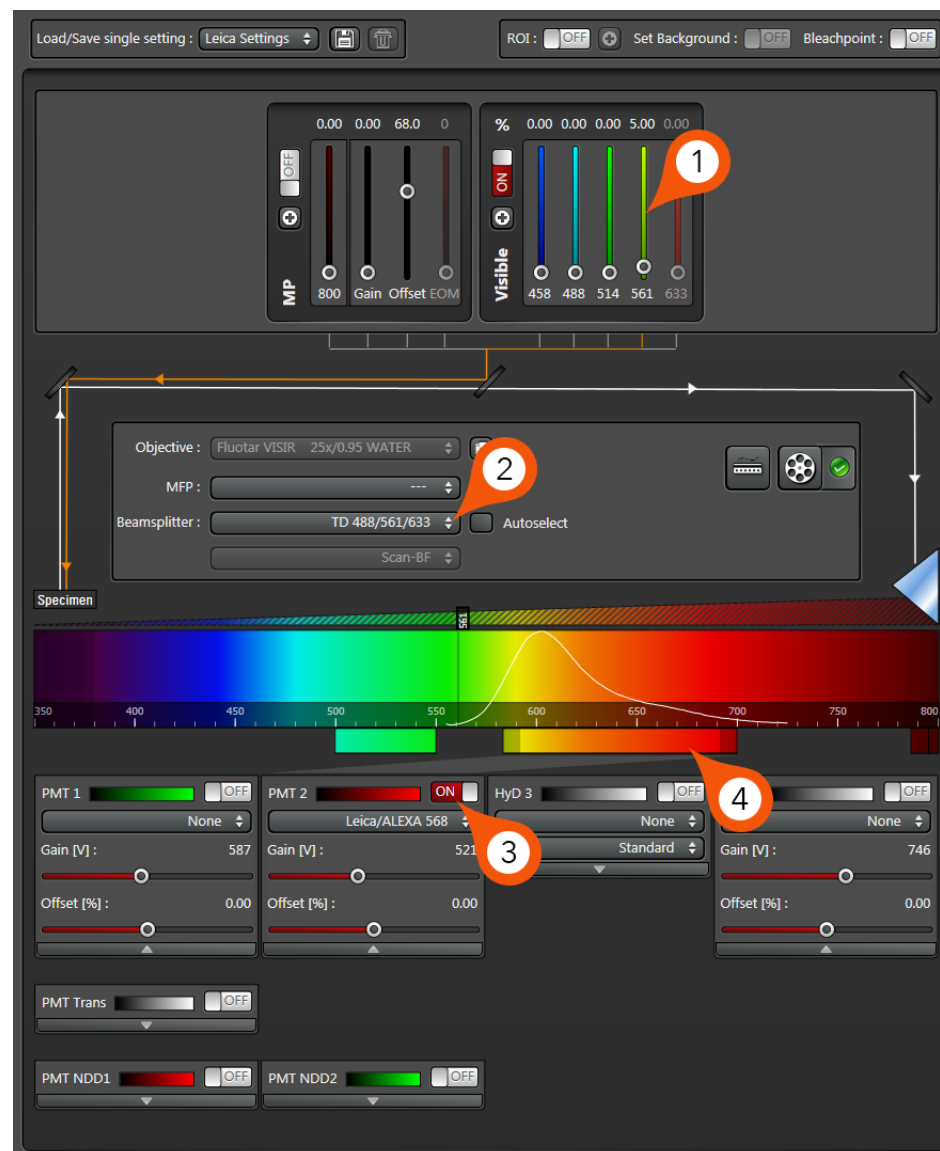 Load/Save single setting : Leica Settings ROI : OFF Set Background : OFF Bleachpoint : OFF
0.00 0.00 68.0 0 % 0.00 0.00 0.00 5.00 0.00
OFF ON 1
MP 800 Gain Offset EOM Visible 458 488 514 561 633
Objective : Fluotar VISIR 25x/0.95 WATER
2
MFP : ---
Beamsplitter : TD 488/561/633 Autoselect
Scan-BF
Specimen
561
350 400 450 500 550 600 650 700 750 800
4
PMT 1 OFF PMT 2 ON HyD 3 OFF OFF
None Leica/ALEXA 568 None None
3
Gain [V] : 587 Gain [V] : 521 Standard Gain [V] : 746
Offset [%] : 0.00 Offset [%] : 0.00 Offset [%] : 0.00
PMT Trans OFF
PMT NDD1 OFF PMT NDD2 OFF